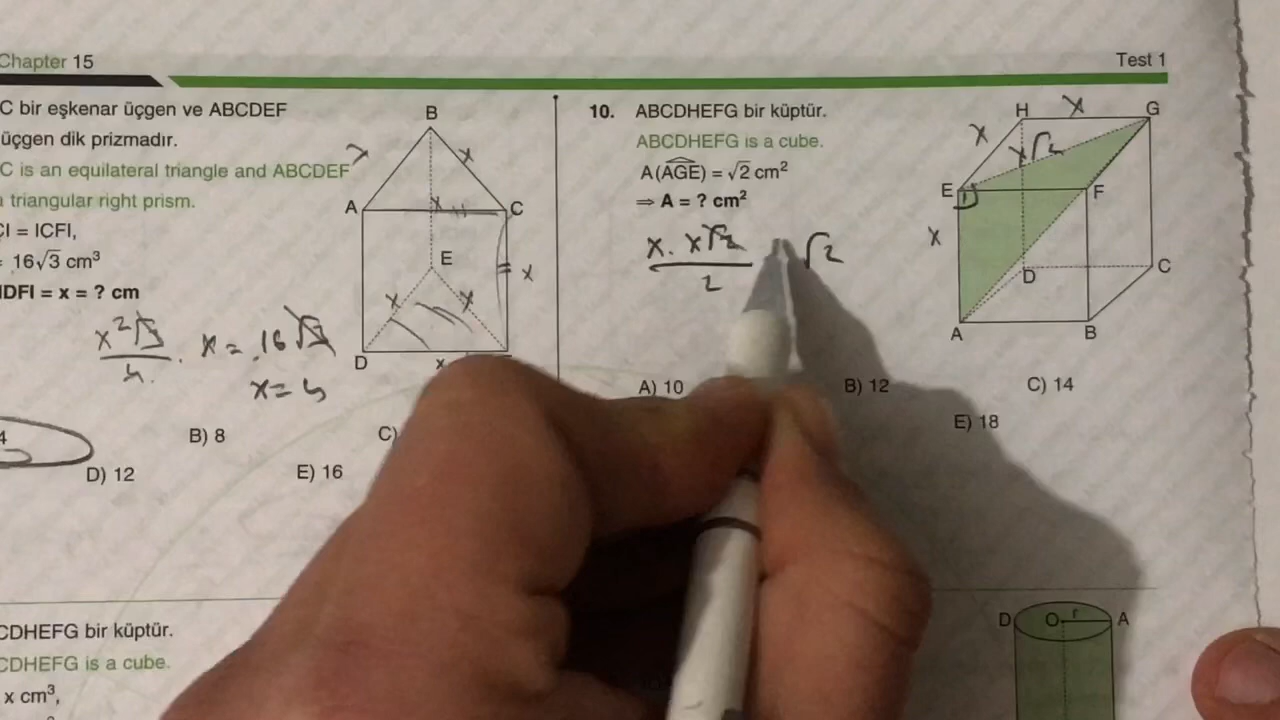 Chapter 15
Test 1
C bir eşkenar üçgen ve ABCDEF
üçgen dik prizmadır.
C is an equilateral triangle and ABCDEF
triangular right prism.
CI = ICFI,
= 16√3 cm³
IDFI = x = ? cm
x²√3/4 . x = 16√3
x = 4
4
B) 8
C)
D) 12
E) 16
B
x
x
A
x
C
E
x
x
x
D
x
10. ABCDHEFG bir küptür.
ABCDHEFG is a cube.
A(AGE) = √2 cm²
⇒ A = ? cm²
x . x√2 / 2
√2
A) 10
B) 12
C) 14
E) 18
H
x
G
x
x√2
E
F
x
D
C
A
B
CDHEFG bir küptür.
CDHEFG is a cube.
x cm³,
D
O
r
A